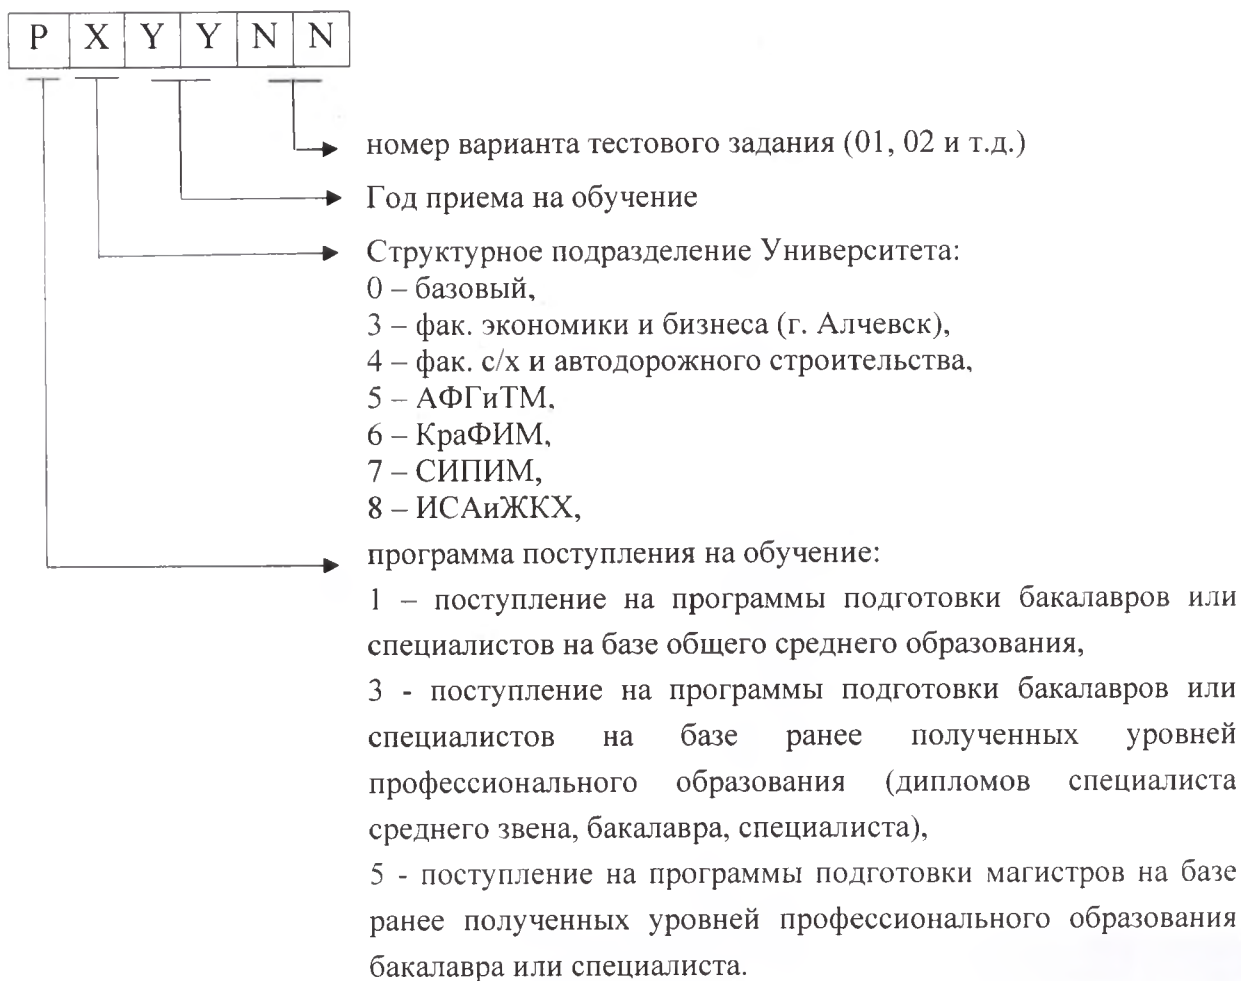 P X Y Y N N
номер варианта тестового задания (01, 02 и т.д.)
Год приема на обучение
Структурное подразделение Университета:
0 – базовый,
3 – фак. экономики и бизнеса (г. Алчевск),
4 – фак. с/х и автодорожного строительства,
5 – АФГиТМ,
6 – КраФИМ,
7 – СИПИМ,
8 – ИСАиЖКХ,
программа поступления на обучение:
1 – поступление на программы подготовки бакалавров или
специалистов на базе общего среднего образования,
3 - поступление на программы подготовки бакалавров или
специалистов на базе ранее полученных уровней
профессионального образования (дипломов специалиста
среднего звена, бакалавра, специалиста),
5 - поступление на программы подготовки магистров на базе
ранее полученных уровней профессионального образования
бакалавра или специалиста.